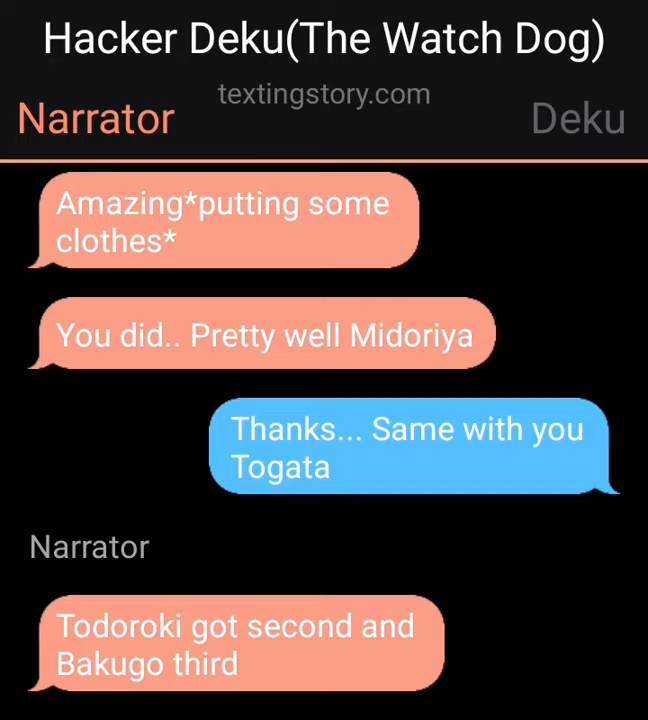 Hacker Deku(The Watch Dog)
textingstory.com
Narrator
Deku
Amazing*putting some
clothes*
You did.. Pretty well Midoriya
Thanks... Same with you
Togata
Narrator
Todoroki got second and
Bakugo third